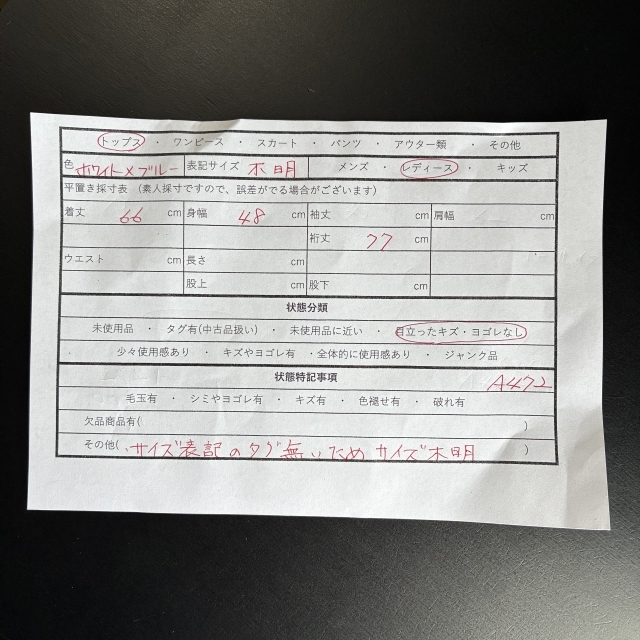 トップス ・ ワンピース ・ スカート ・ パンツ ・ アウター類 ・ その他
色 ホワイト×ブルー 表記サイズ 不明 メンズ ・ レディース ・ キッズ
平置き採寸表 (素人採寸ですので、誤差がでる場合がございます)
着丈 66 cm 身幅 48 cm 袖丈 cm 肩幅 cm
裄丈 77 cm
ウエスト cm 長さ cm
股上 cm 股下 cm
状態分類
未使用品 ・ タグ有(中古品扱い) ・ 未使用品に近い ・ 目立ったキズ・ヨゴレなし
少々使用感あり ・ キズやヨゴレ有 ・全体的に使用感あり ・ ジャンク品
状態特記事項 A472
毛玉有 ・ シミやヨゴレ有 ・ キズ有 ・ 色褪せ有 ・ 破れ有
欠品商品有( )
その他( サイズ表記のタグ無いため サイズ不明 )